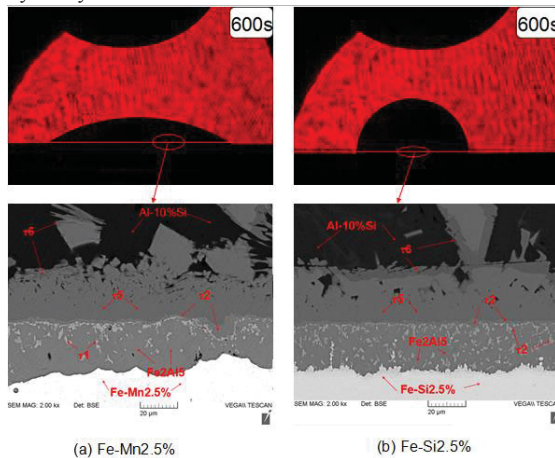 600s
600s
Al-10%Si
τ6
τ5
τ2
τ1
Fe2Al5
Fe-Mn2.5%
SEM MAG: 2.00 kx
Det: BSE
20 µm
VEGA\\ TESCAN
Al-10%Si
τ6
τ5
Fe2Al5
τ2
Fe-Si2.5%
SEM MAG: 2.00 kx
Det: BSE
20 µm
VEGA\\ TESCAN
(a) Fe-Mn2.5%
(b) Fe-Si2.5%